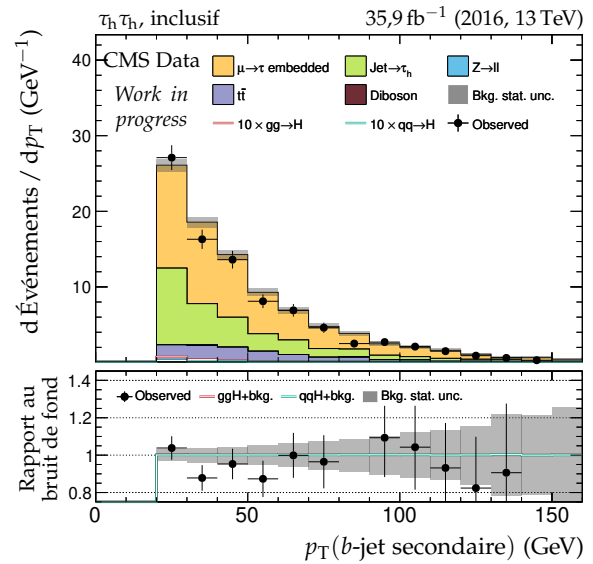 τhτh, inclusif 35,9 fb−1 (2016, 13 TeV)
CMS Data
Work in progress
μ→τ embedded Jet→τh Z→ll
tt̄ Diboson Bkg. stat. unc.
10 × gg→H 10 × qq→H Observed
d Événements / dpT (GeV−1)
40
30
20
10
Observed ggH+bkg. qqH+bkg. Bkg. stat. unc.
Rapport au
bruit de fond
1.4
1.2
1
0.8
0 50 100 150
pT(b-jet secondaire) (GeV)